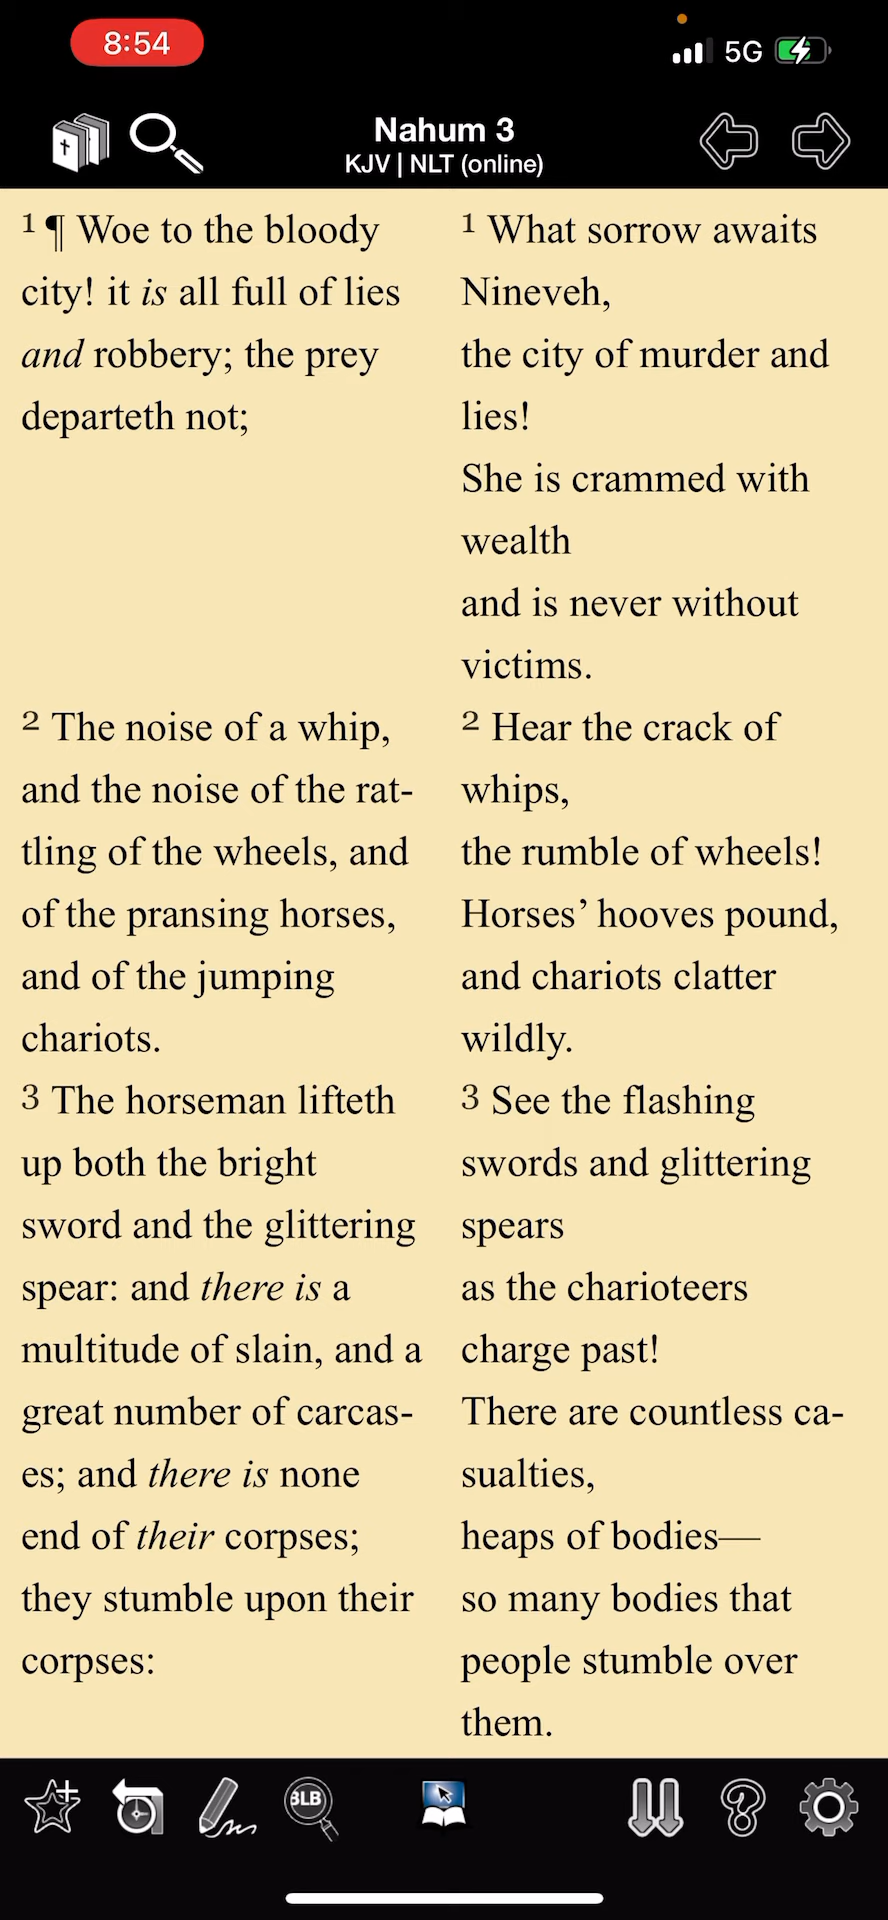 8:54
5G
Nahum 3
KJV | NLT (online)
1 ¶ Woe to the bloody
city! it is all full of lies
and robbery; the prey
departeth not;
1 What sorrow awaits
Nineveh,
the city of murder and
lies!
She is crammed with
wealth
and is never without
victims.
2 The noise of a whip,
and the noise of the rat-
tling of the wheels, and
of the pransing horses,
and of the jumping
chariots.
2 Hear the crack of
whips,
the rumble of wheels!
Horses’ hooves pound,
and chariots clatter
wildly.
3 The horseman lifteth
up both the bright
sword and the glittering
spear: and there is a
multitude of slain, and a
great number of carcas-
es; and there is none
end of their corpses;
they stumble upon their
corpses:
3 See the flashing
swords and glittering
spears
as the charioteers
charge past!
There are countless ca-
sualties,
heaps of bodies—
so many bodies that
people stumble over
them.
BLB